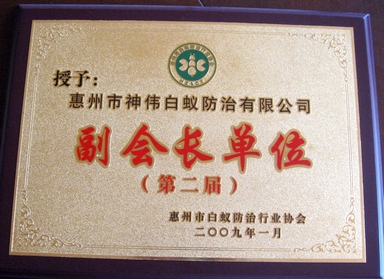 授予：
惠州市神伟白蚁防治有限公司
副会长单位
（第二届）
惠州市白蚁防治行业协会
二〇〇九年一月